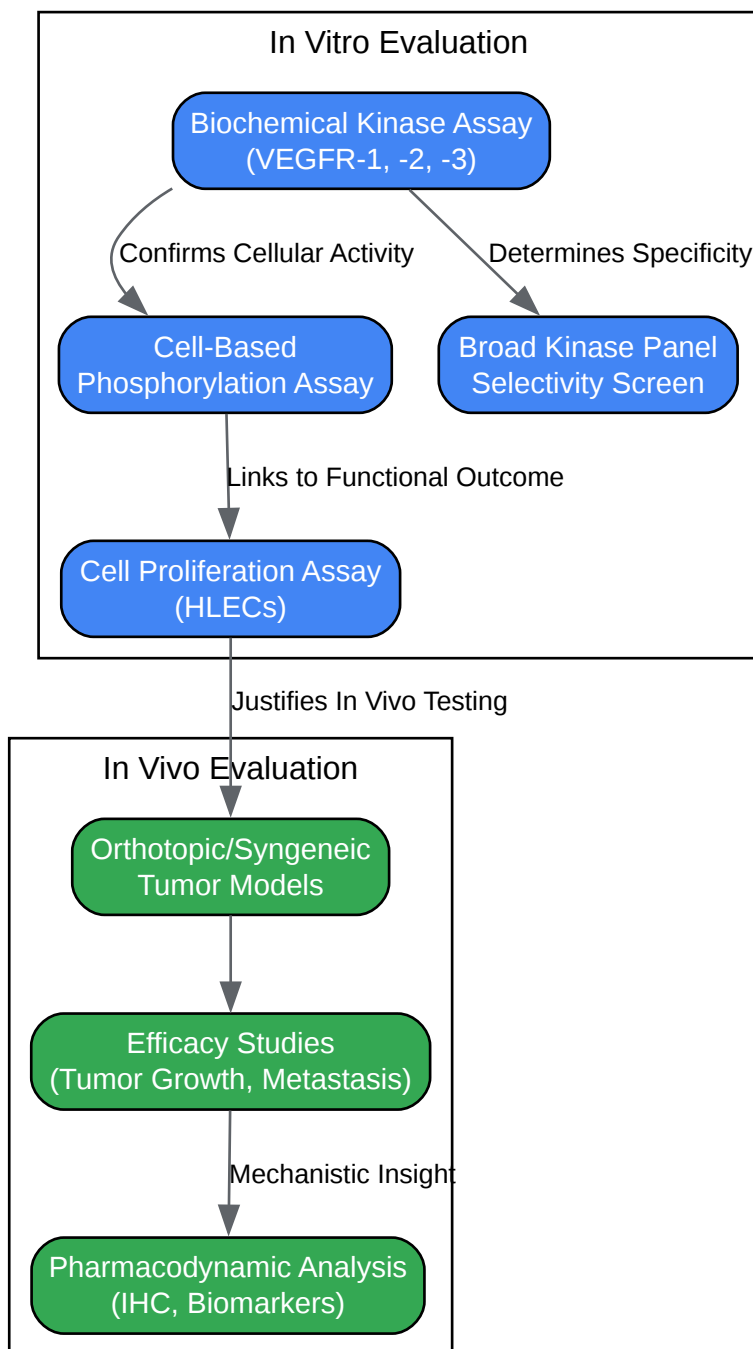 In Vitro Evaluation
Biochemical Kinase Assay
(VEGFR-1, -2, -3)
Confirms Cellular Activity
Determines Specificity
Cell-Based
Phosphorylation Assay
Broad Kinase Panel
Selectivity Screen
Links to Functional Outcome
Cell Proliferation Assay
(HLECs)
Justifies In Vivo Testing
In Vivo Evaluation
Orthotopic/Syngeneic
Tumor Models
Efficacy Studies
(Tumor Growth, Metastasis)
Mechanistic Insight
Pharmacodynamic Analysis
(IHC, Biomarkers)